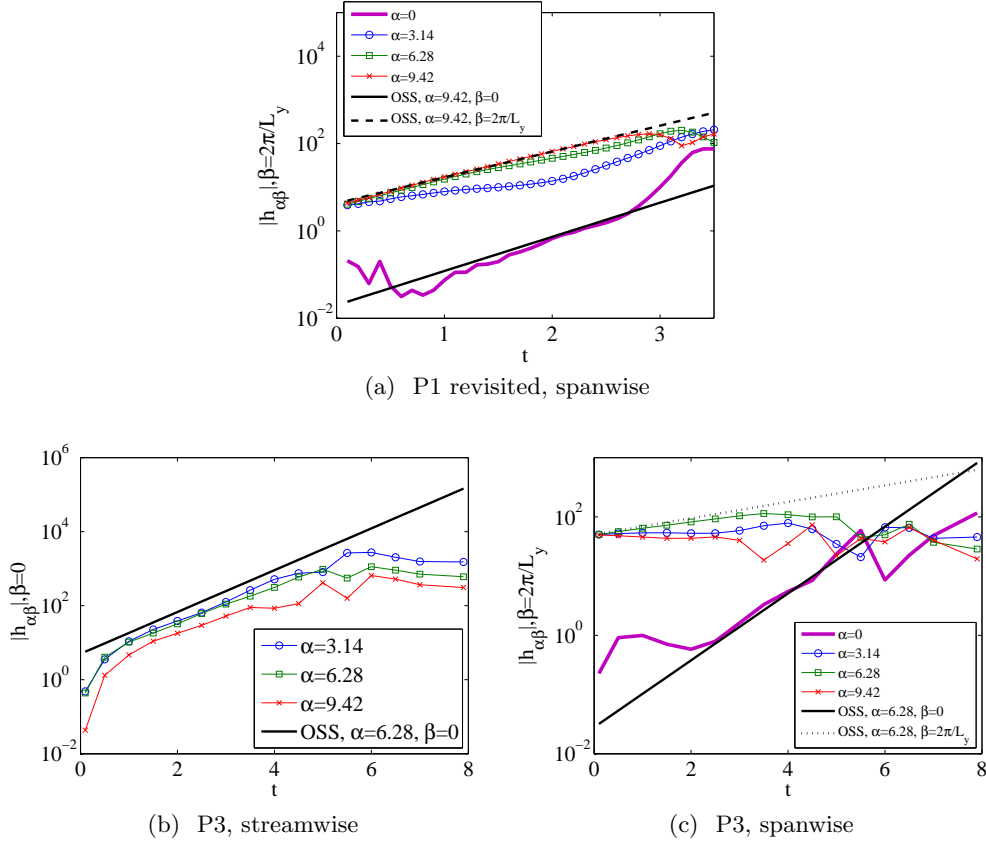 α=0
α=3.14
α=6.28
α=9.42
OSS, α=9.42, β=0
OSS, α=9.42, β=2π/L_y
|h_αβ|,β=2π/L_y
10^4
10^2
10^0
10^-2
0 1 2 3
t
(a) P1 revisited, spanwise
|h_αβ|,β=0
10^6
10^4
10^2
10^0
10^-2
0 2 4 6 8
t
α=3.14
α=6.28
α=9.42
OSS, α=6.28, β=0
(b) P3, streamwise
|h_αβ|,β=2π/L_y
10^2
10^0
10^-2
0 2 4 6 8
t
α=0
α=3.14
α=6.28
α=9.42
OSS, α=6.28, β=0
OSS, α=6.28, β=2π/L_y
(c) P3, spanwise